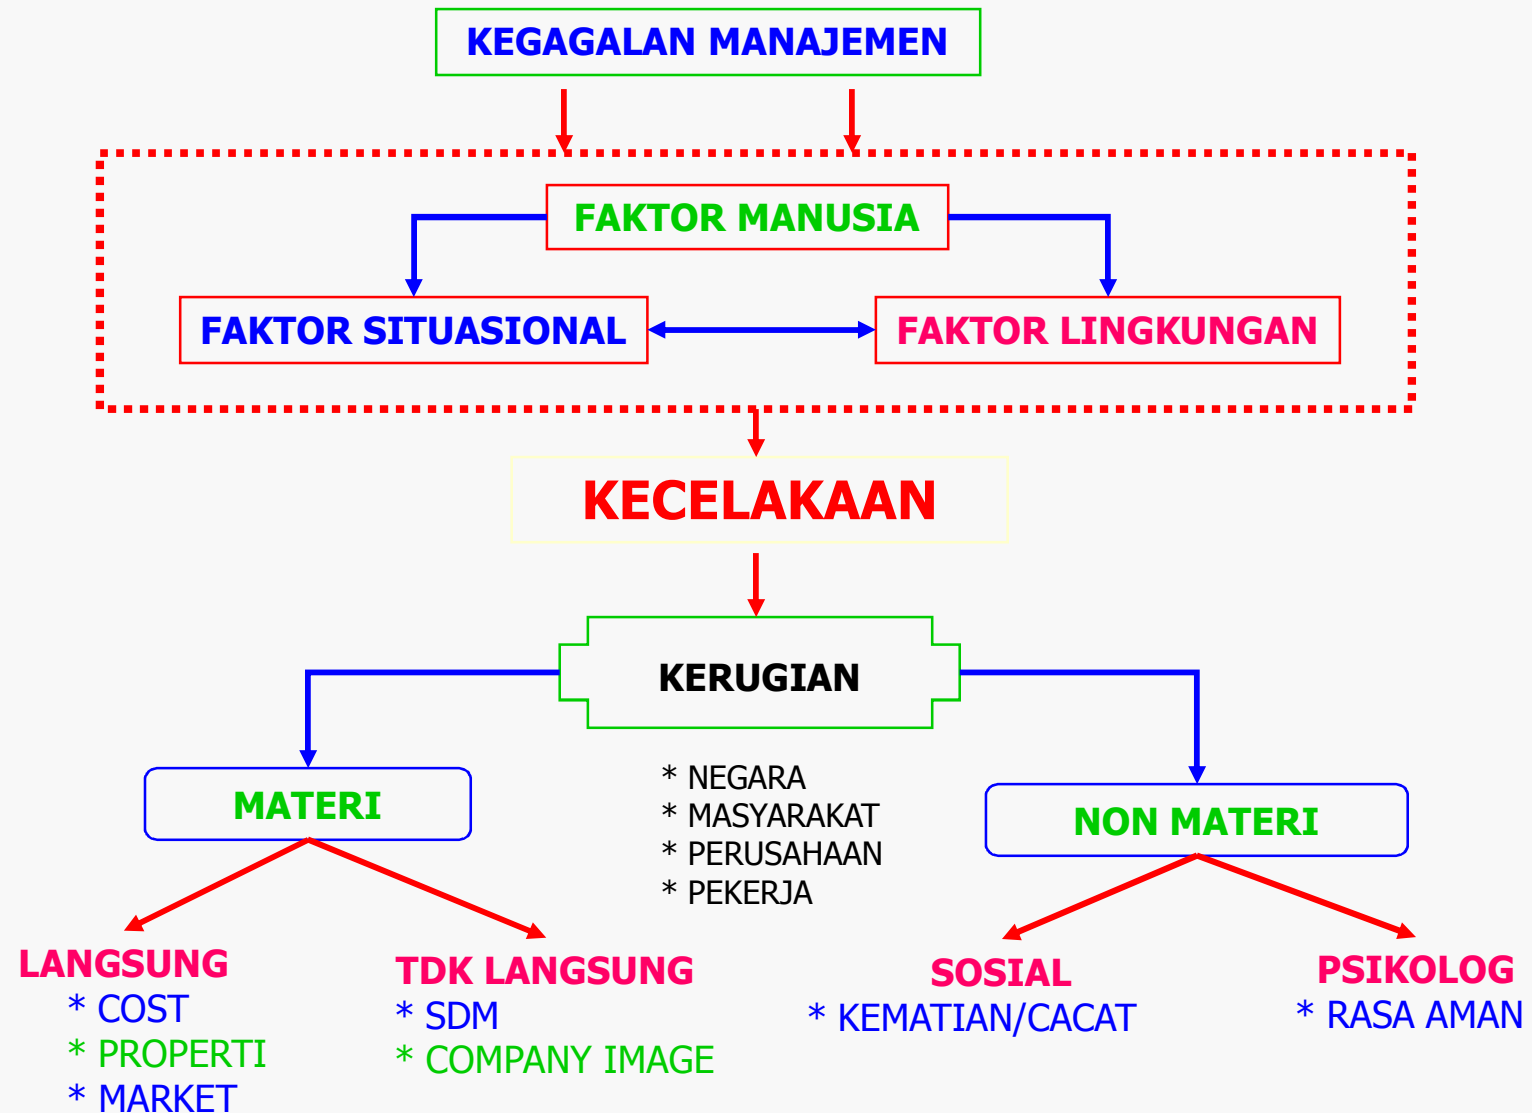 KEGAGALAN MANAJEMEN
FAKTOR MANUSIA
FAKTOR SITUASIONAL
FAKTOR LINGKUNGAN
KECELAKAAN
KERUGIAN
* NEGARA
* MASYARAKAT
* PERUSAHAAN
* PEKERJA
MATERI
NON MATERI
LANGSUNG
* COST
* PROPERTI
* MARKET
TDK LANGSUNG
* SDM
* COMPANY IMAGE
SOSIAL
* KEMATIAN/CACAT
PSIKOLOG
* RASA AMAN